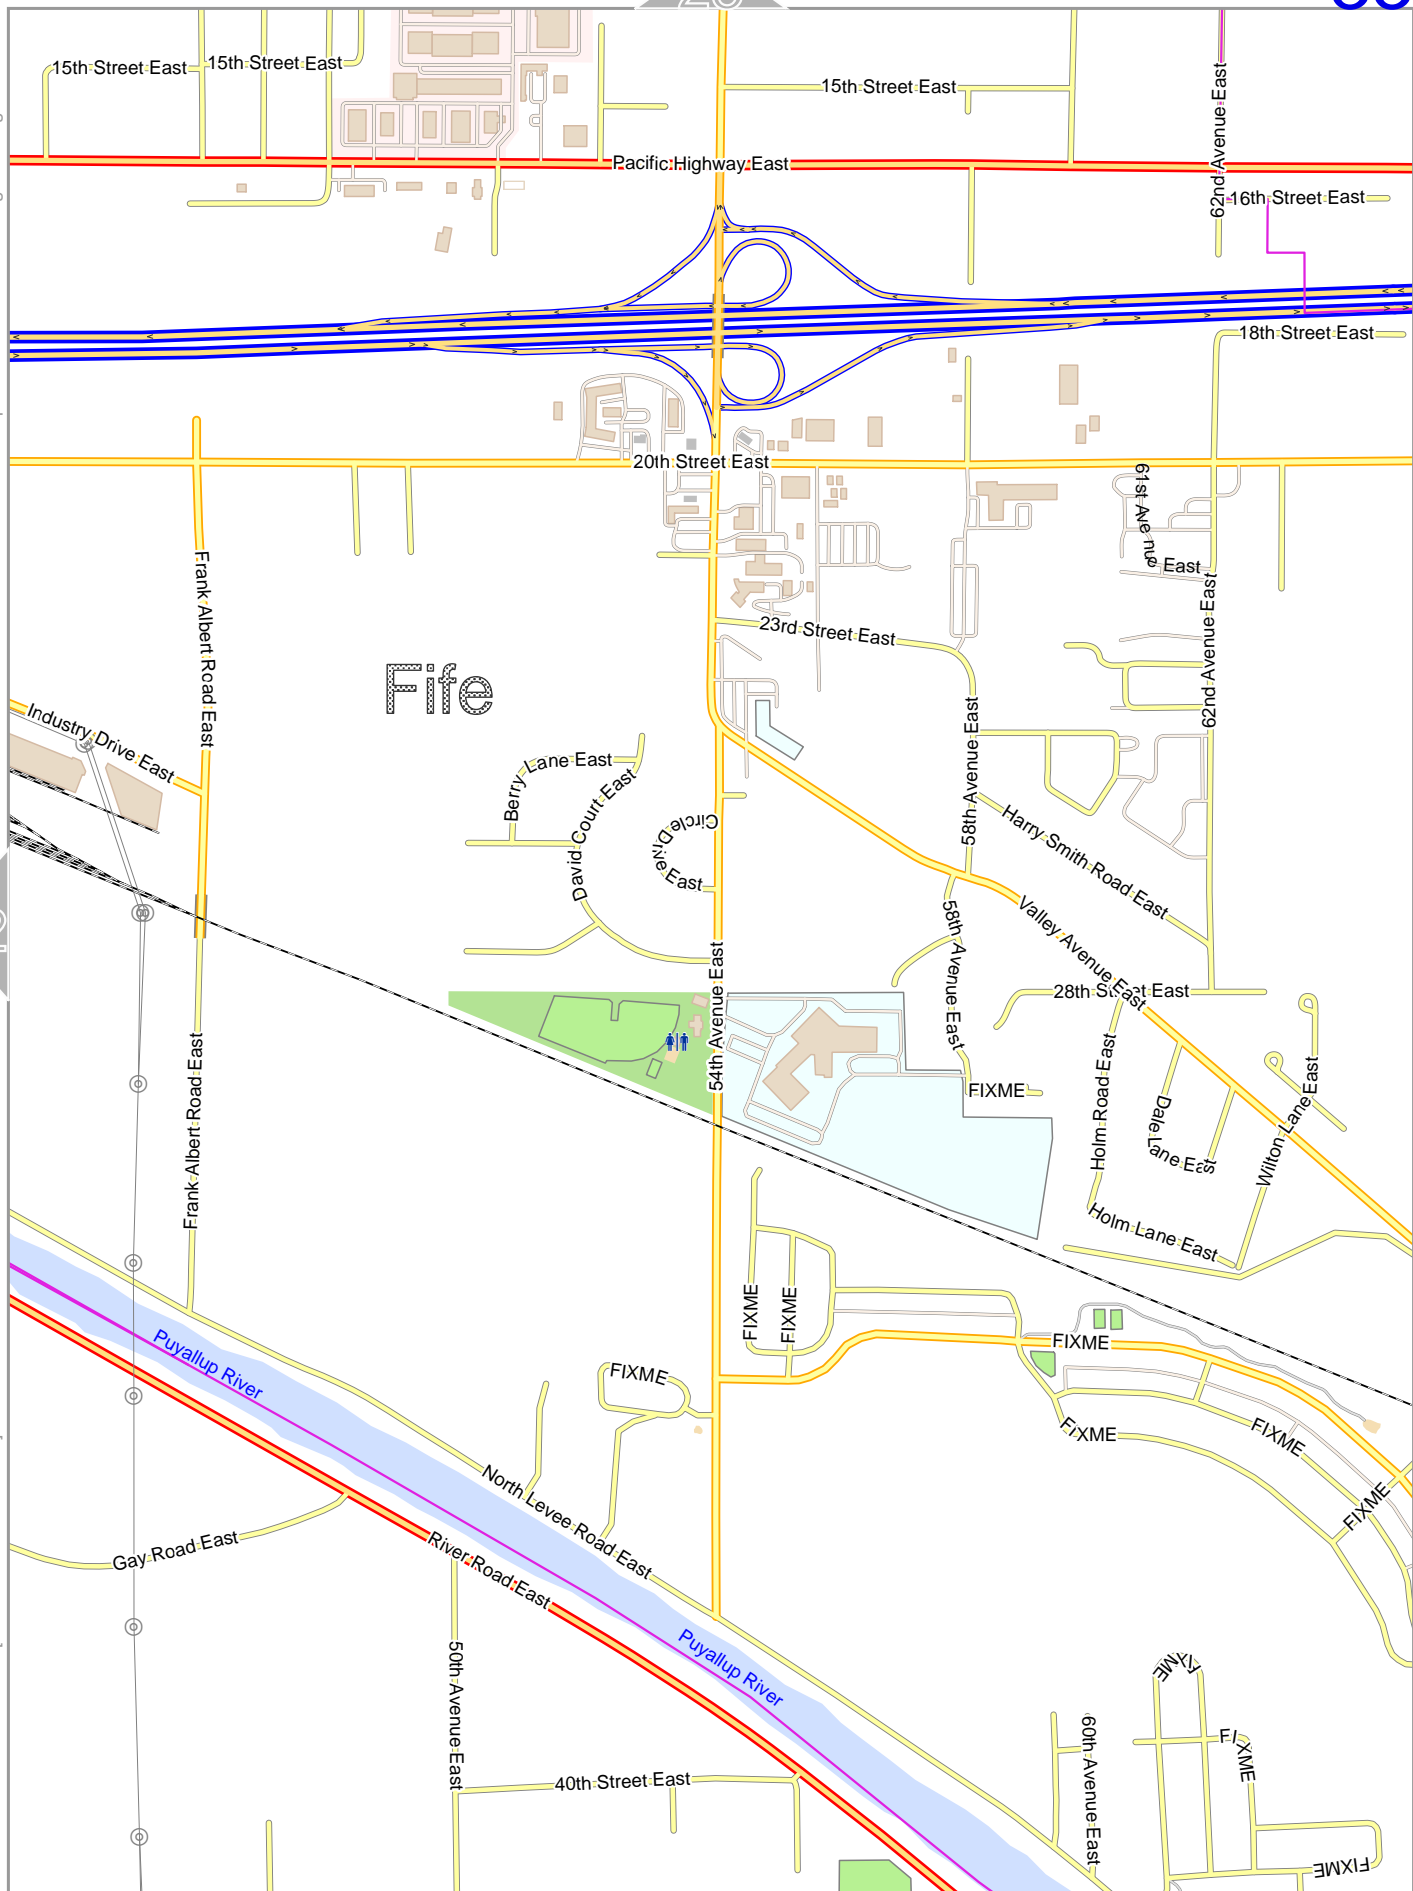 15th Street East
15th Street East
15th Street East
62nd Avenue East
Pacific Highway East
16th Street East
18th Street East
20th Street East
61st Avenue East
Frank Albert Road East
62nd Avenue East
23rd Street East
Fife
Industry Drive East
58th Avenue East
Berry Lane East
David Court East
Circle Drive East
Harry Smith Road East
58th Avenue East
Valley Avenue East
54th Avenue East
28th Street East
Frank Albert Road East
Holm Road East
FIXME
Dale Lane East
Wilton Lane East
Holm Lane East
FIXME
FIXME
FIXME
Puyallup River
FIXME
FIXME
FIXME
FIXME
North Levee Road East
Gay Road East
River Road East
50th Avenue East
Puyallup River
FIXME
60th Avenue East
FIXME
40th Street East
FIXME